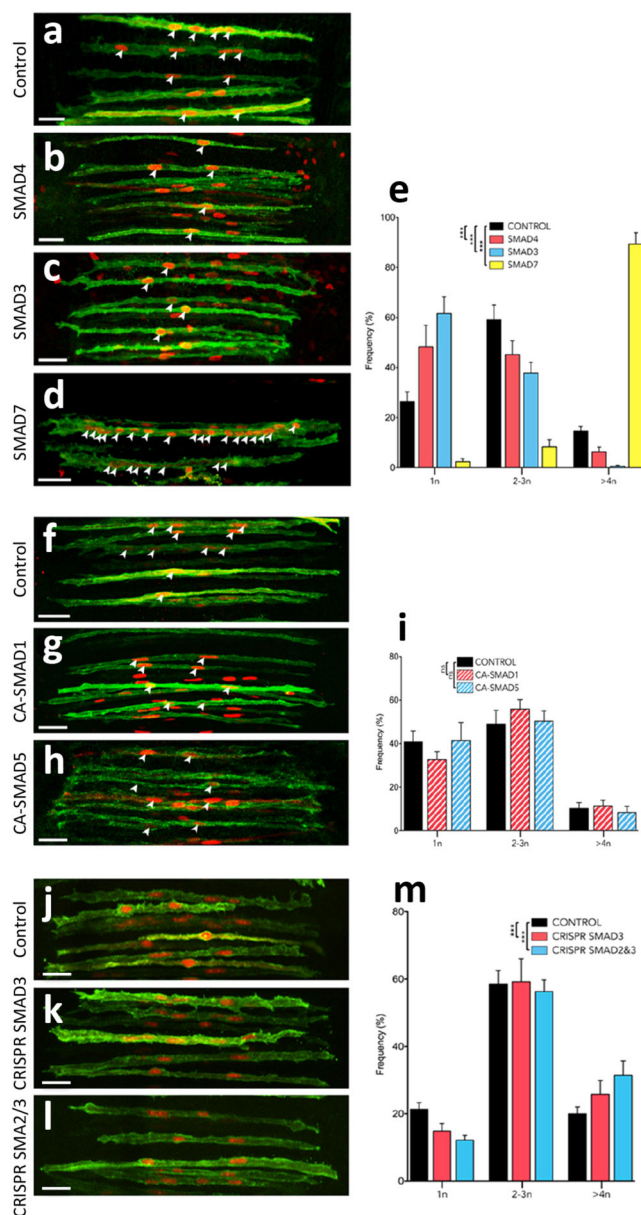 a
Control
b
SMAD4
c
SMAD3
d
SMAD7
e
CONTROL
SMAD4
SMAD3
SMAD7
***
***
***
Frequency (%)
100
80
60
40
20
0
1n
2-3n
>4n
f
Control
g
CA-SMAD1
h
CA-SMAD5
i
CONTROL
CA-SMAD1
CA-SMAD5
ns
ns
Frequency (%)
80
60
40
20
0
1n
2-3n
>4n
j
Control
k
CRISPR SMAD3
l
CRISPR SMA2/3
m
CONTROL
CRISPR SMAD3
CRISPR SMAD2&3
***
***
Frequency (%)
80
60
40
20
0
1n
2-3n
>4n